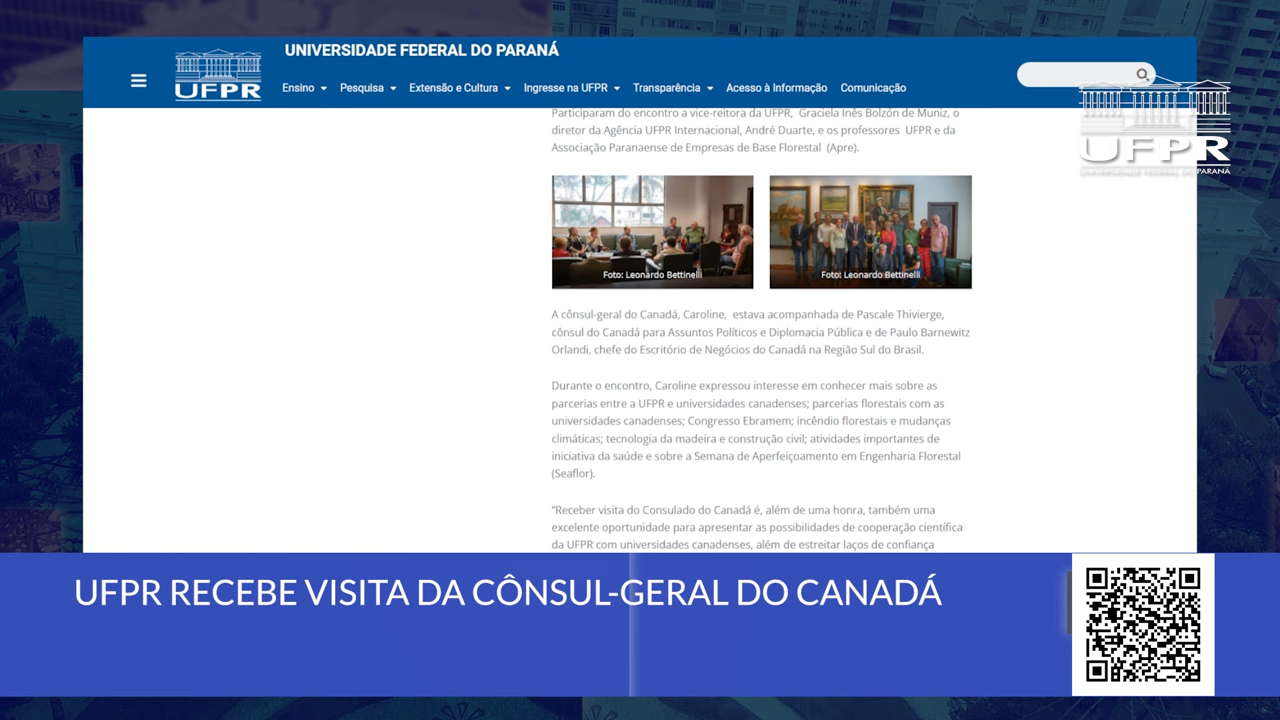 UNIVERSIDADE FEDERAL DO PARANÁ
UFPR
Ensino
Pesquisa
Extensão e Cultura
Ingresse na UFPR
Transparência
Acesso à Informação
Comunicação
UFPR
UNIVERSIDADE FEDERAL DO PARANÁ
Participaram do encontro a vice-reitora da UFPR, Graciela Inês Bolzón de Muniz, o
diretor da Agência UFPR Internacional, André Duarte, e os professores UFPR e da
Associação Paranaense de Empresas de Base Florestal (Apre).
Foto: Leonardo Bettinelli
Foto: Leonardo Bettinelli
A cônsul-geral do Canadá, Caroline, estava acompanhada de Pascale Thivierge,
cônsul do Canadá para Assuntos Políticos e Diplomacia Pública e de Paulo Barnewitz
Orlandi, chefe do Escritório de Negócios do Canadá na Região Sul do Brasil.
Durante o encontro, Caroline expressou interesse em conhecer mais sobre as
parcerias entre a UFPR e universidades canadenses; parcerias florestais com as
universidades canadenses; Congresso Ebramem; incêndio florestais e mudanças
climáticas; tecnologia da madeira e construção civil; atividades importantes de
iniciativa da saúde e sobre a Semana de Aperfeiçoamento em Engenharia Florestal
(Seaflor).
"Receber visita do Consulado do Canadá é, além de uma honra, também uma
excelente oportunidade para apresentar as possibilidades de cooperação científica
da UFPR com universidades canadenses, além de estreitar laços de confiança
UFPR RECEBE VISITA DA CÔNSUL-GERAL DO CANADÁ